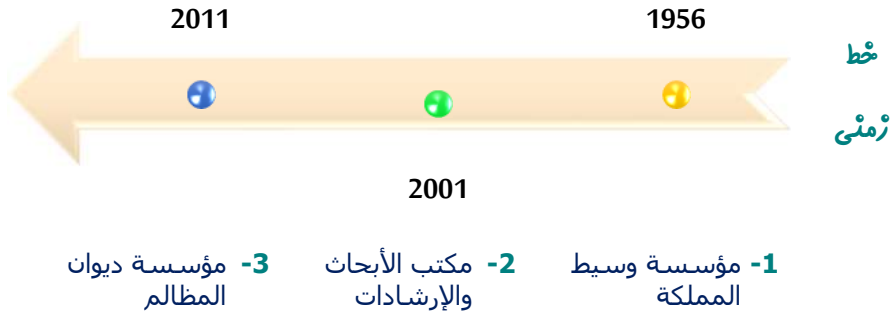 1956
2011
خط
زمني
2001
1- مؤسسة وسيط
المملكة
2- مكتب الأبحاث
والإرشادات
3- مؤسسة ديوان
المظالم